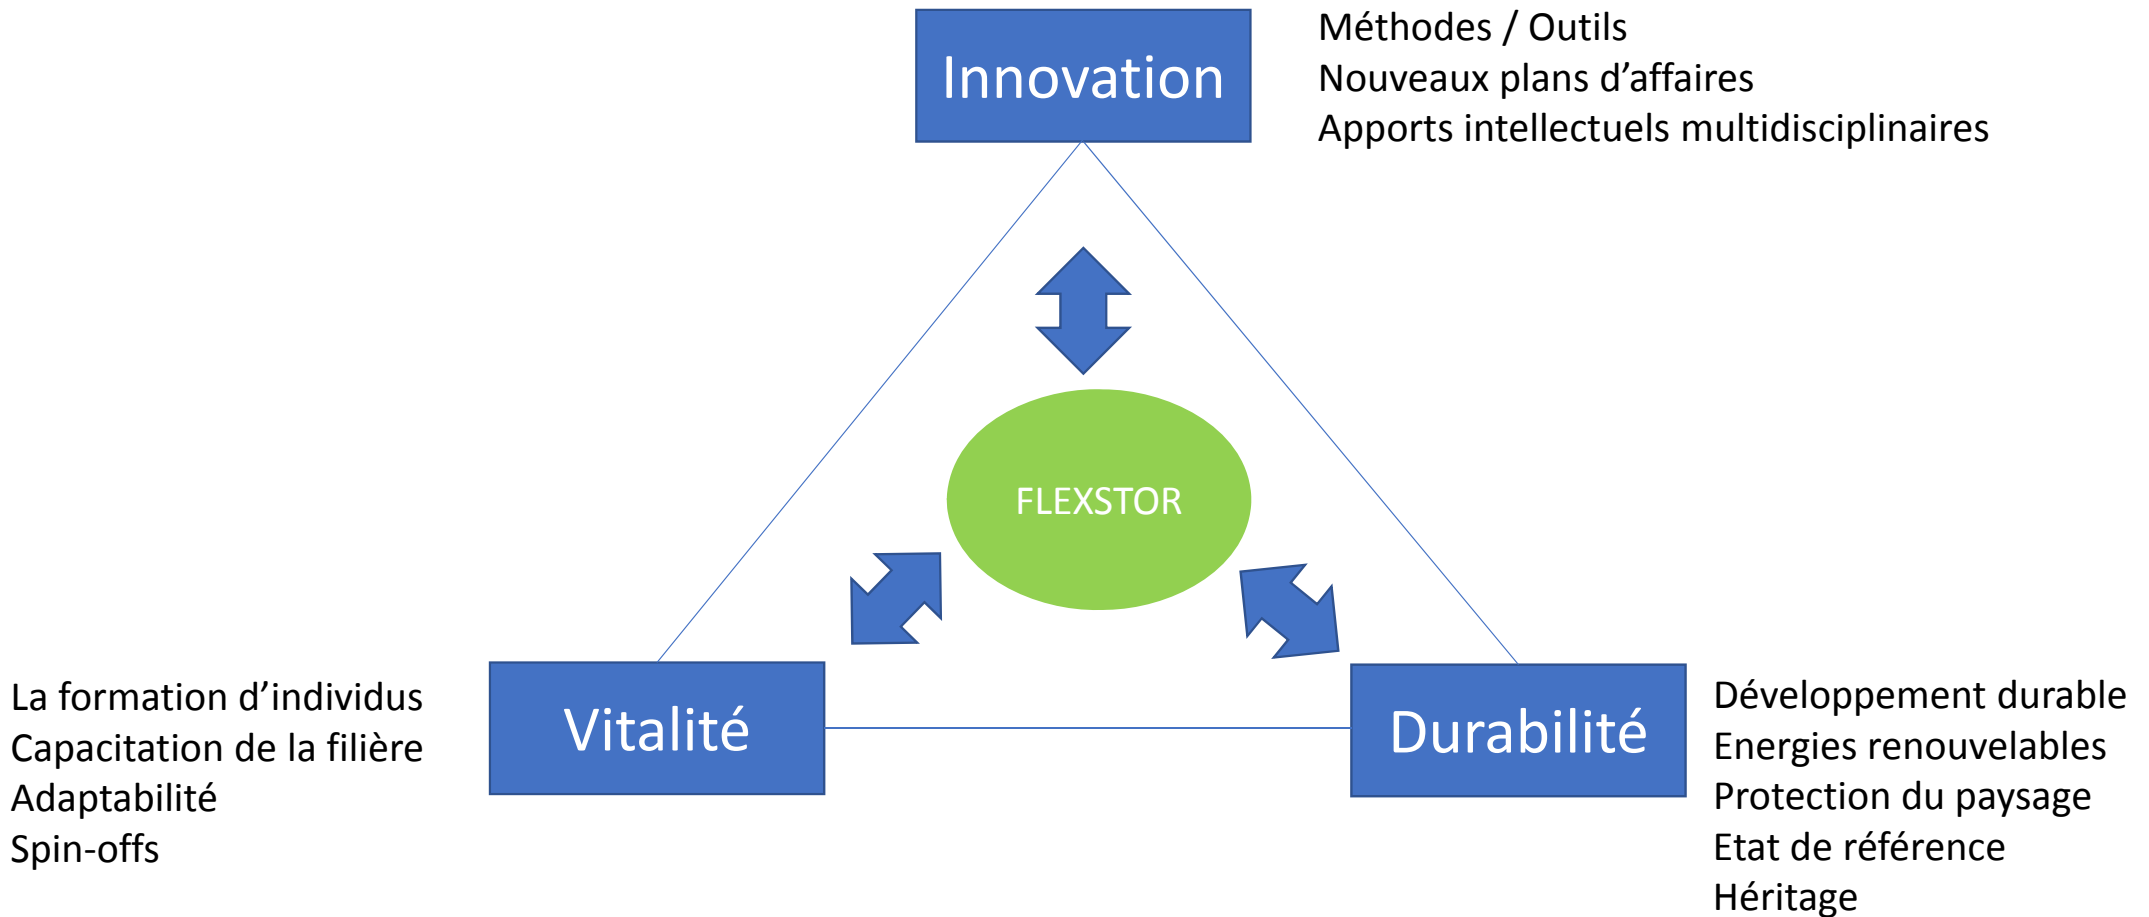 Innovation
Méthodes / Outils
Nouveaux plans d’affaires
Apports intellectuels multidisciplinaires
FLEXSTOR
La formation d’individus
Capacitation de la filière
Adaptabilité
Spin-offs
Vitalité
Durabilité
Développement durable
Energies renouvelables
Protection du paysage
Etat de référence
Héritage